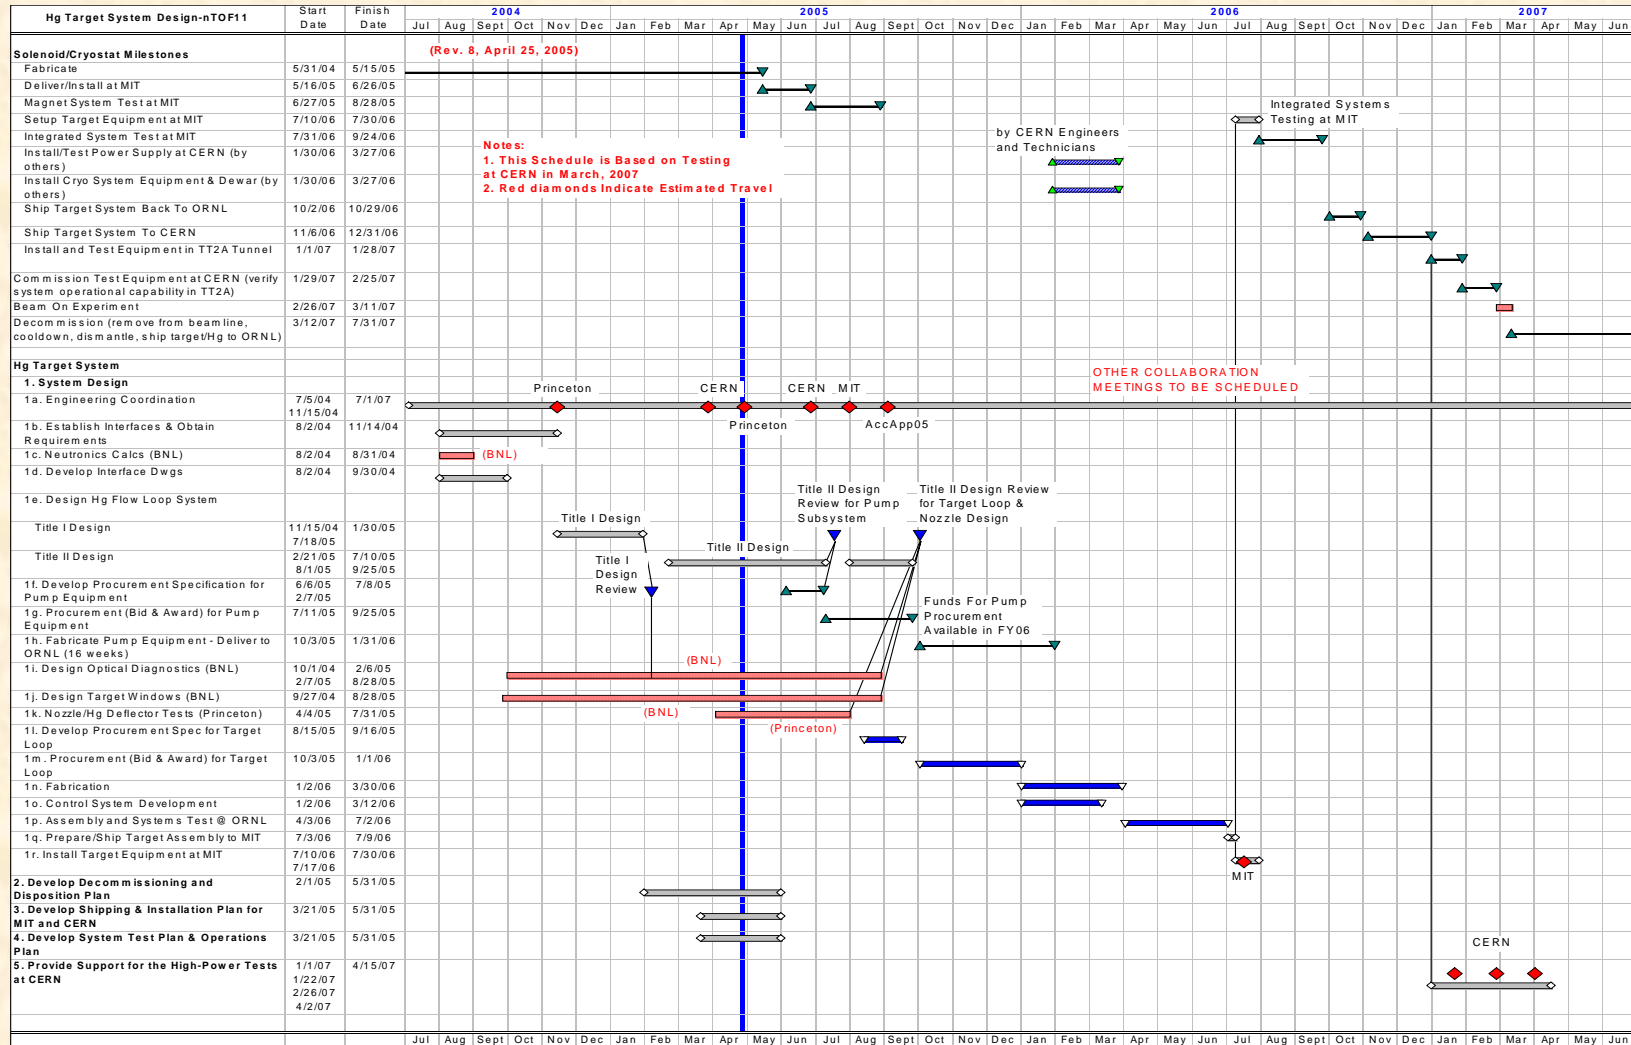 Hg Target System Design-nTOF11 Start Date Finish Date 2004 2005 2006 2007
Jul Aug Sept Oct Nov Dec Jan Feb Mar Apr May Jun Jul Aug Sept Oct Nov Dec Jan Feb Mar Apr May Jun Jul Aug Sept Oct Nov Dec Jan Feb Mar Apr May Jun
(Rev. 8, April 25, 2005)
Solenoid/Cryostat Milestones
Fabricate 5/31/04 5/15/05
Deliver/Install at MIT 5/16/05 6/26/05
Magnet System Test at MIT 6/27/05 8/28/05
Setup Target Equipment at MIT 7/10/06 7/30/06
Integrated Systems
Testing at MIT
Integrated System Test at MIT 7/31/06 9/24/06
by CERN Engineers
and Technicians
Notes:
1. This Schedule is Based on Testing
at CERN in March, 2007
2. Red diamonds Indicate Estimated Travel
Install/Test Power Supply at CERN (by 1/30/06 3/27/06
others)
Install Cryo System Equipment & Dewar (by 1/30/06 3/27/06
others)
Ship Target System Back To ORNL 10/2/06 10/29/06
Ship Target System To CERN 11/6/06 12/31/06
Install and Test Equipment in TT2A Tunnel 1/1/07 1/28/07
Commission Test Equipment at CERN (verify 1/29/07 2/25/07
system operational capability in TT2A)
Beam On Experiment 2/26/07 3/11/07
Decommission (remove from beamline, 3/12/07 7/31/07
cooldown, dismantle, ship target/Hg to ORNL)
Hg Target System
OTHER COLLABORATION
MEETINGS TO BE SCHEDULED
1. System Design
Princeton CERN CERN MIT
1a. Engineering Coordination 7/5/04 7/1/07
11/15/04
Princeton AccApp05
1b. Establish Interfaces & Obtain 8/2/04 11/14/04
Requirements
1c. Neutronics Calcs (BNL) 8/2/04 8/31/04 (BNL)
1d. Develop Interface Dwgs 8/2/04 9/30/04
1e. Design Hg Flow Loop System
Title II Design
Review for Pump
Subsystem
Title II Design Review
for Target Loop &
Nozzle Design
Title I Design 11/15/04 1/30/05 Title I Design
7/18/05
Title II Design 2/21/05 7/10/05 Title II Design
8/1/05 9/25/05
Title I
Design
Review
1f. Develop Procurement Specification for 6/6/05 7/8/05
Pump Equipment 2/7/05
1g. Procurement (Bid & Award) for Pump 7/11/05 9/25/05
Equipment
Funds For Pump
Procurement
Available in FY06
1h. Fabricate Pump Equipment - Deliver to 10/3/05 1/31/06
ORNL (16 weeks)
1i. Design Optical Diagnostics (BNL) 10/1/04 2/6/05 (BNL)
2/7/05 8/28/05
1j. Design Target Windows (BNL) 9/27/04 8/28/05
(BNL)
1k. Nozzle/Hg Deflector Tests (Princeton) 4/4/05 7/31/05
(Princeton)
1l. Develop Procurement Spec for Target 8/15/05 9/16/05
Loop
1m. Procurement (Bid & Award) for Target 10/3/05 1/1/06
Loop
1n. Fabrication 1/2/06 3/30/06
1o. Control System Development 1/2/06 3/12/06
1p. Assembly and Systems Test @ ORNL 4/3/06 7/2/06
1q. Prepare/Ship Target Assembly to MIT 7/3/06 7/9/06
1r. Install Target Equipment at MIT 7/10/06 7/30/06
7/17/06
MIT
2. Develop Decommissioning and 2/1/05 5/31/05
Disposition Plan
3. Develop Shipping & Installation Plan for 3/21/05 5/31/05
MIT and CERN
4. Develop System Test Plan & Operations 3/21/05 5/31/05
Plan
CERN
5. Provide Support for the High-Power Tests 1/1/07 4/15/07
at CERN 1/22/07
2/26/07
4/2/07
Jul Aug Sept Oct Nov Dec Jan Feb Mar Apr May Jun Jul Aug Sept Oct Nov Dec Jan Feb Mar Apr May Jun Jul Aug Sept Oct Nov Dec Jan Feb Mar Apr May Jun